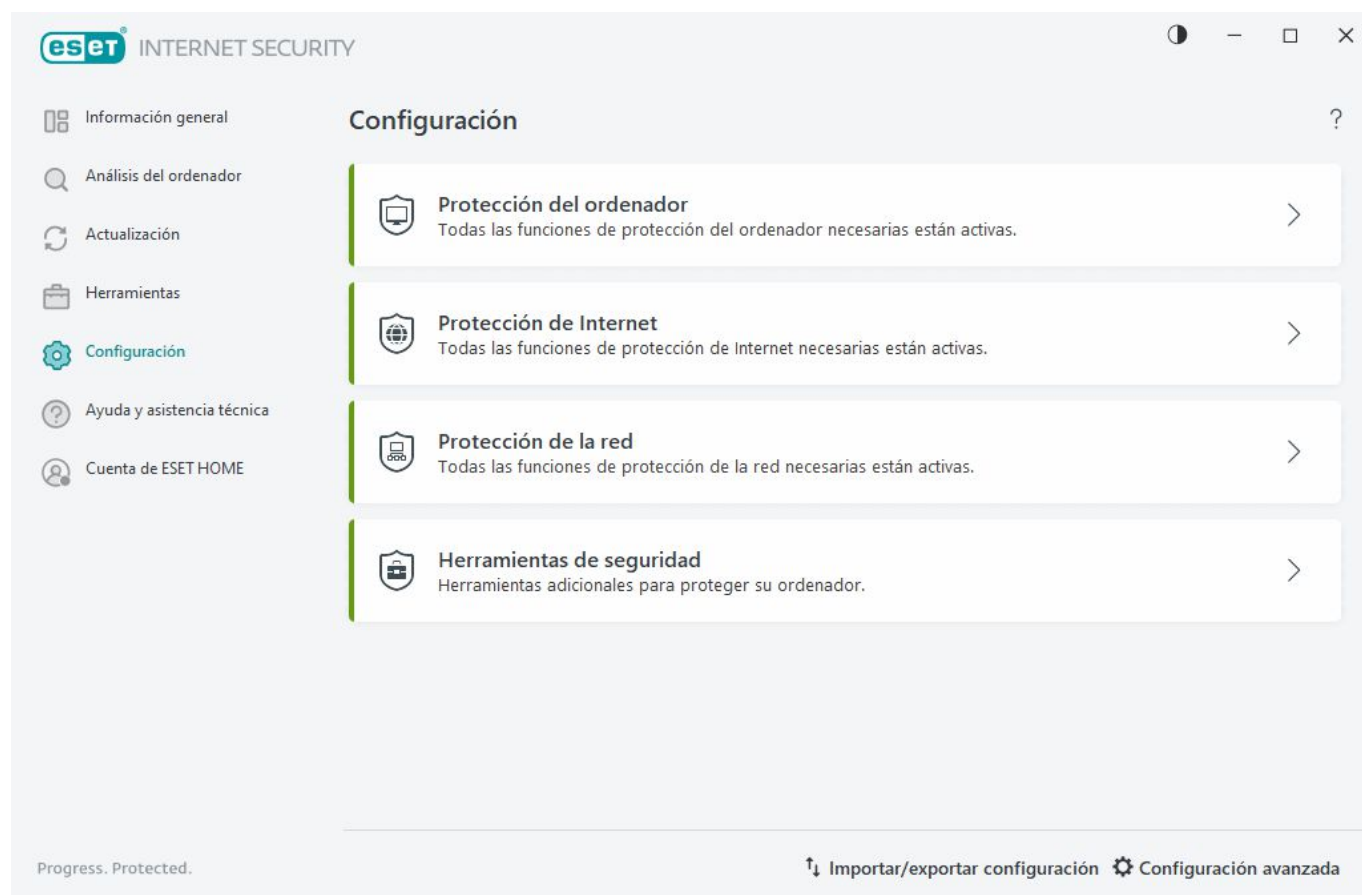 eset® INTERNET SECURITY
Información general
Análisis del ordenador
Actualización
Herramientas
Configuración
Ayuda y asistencia técnica
Cuenta de ESET HOME
Configuración
?
Protección del ordenador
Todas las funciones de protección del ordenador necesarias están activas.
Protección de Internet
Todas las funciones de protección de Internet necesarias están activas.
Protección de la red
Todas las funciones de protección de la red necesarias están activas.
Herramientas de seguridad
Herramientas adicionales para proteger su ordenador.
Progress. Protected.
Importar/exportar configuración Configuración avanzada